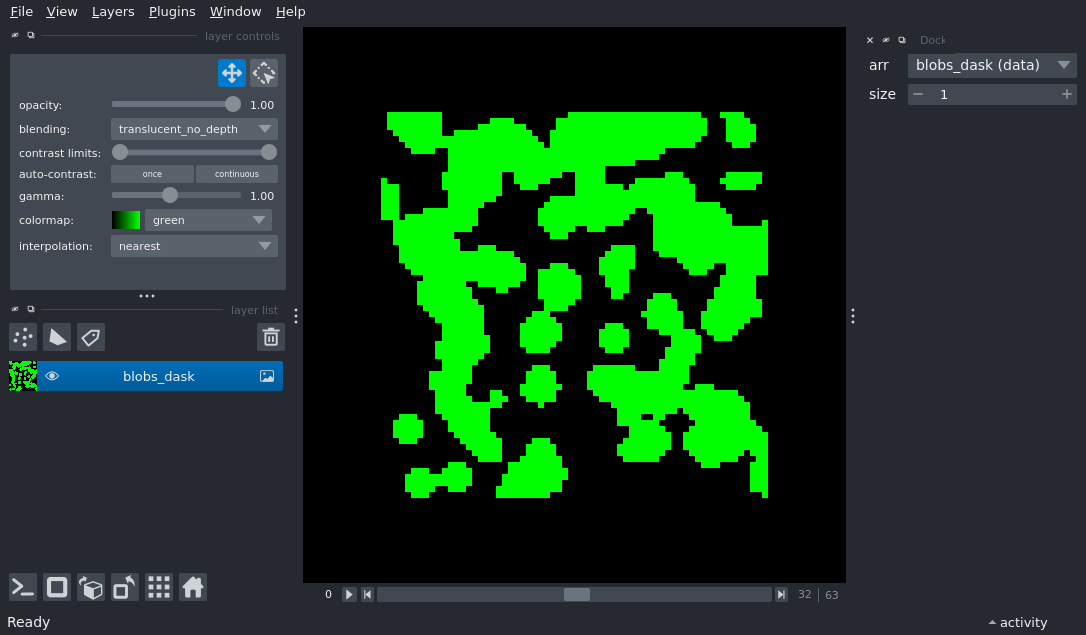 File View Layers Plugins Window Help
layer controls
opacity: 1.00
blending: translucent_no_depth
contrast limits:
auto-contrast: once continuous
gamma: 1.00
colormap: green
interpolation: nearest
layer list
blobs_dask
0 32 63
Ready
Dock
arr blobs_dask (data)
size 1
activity